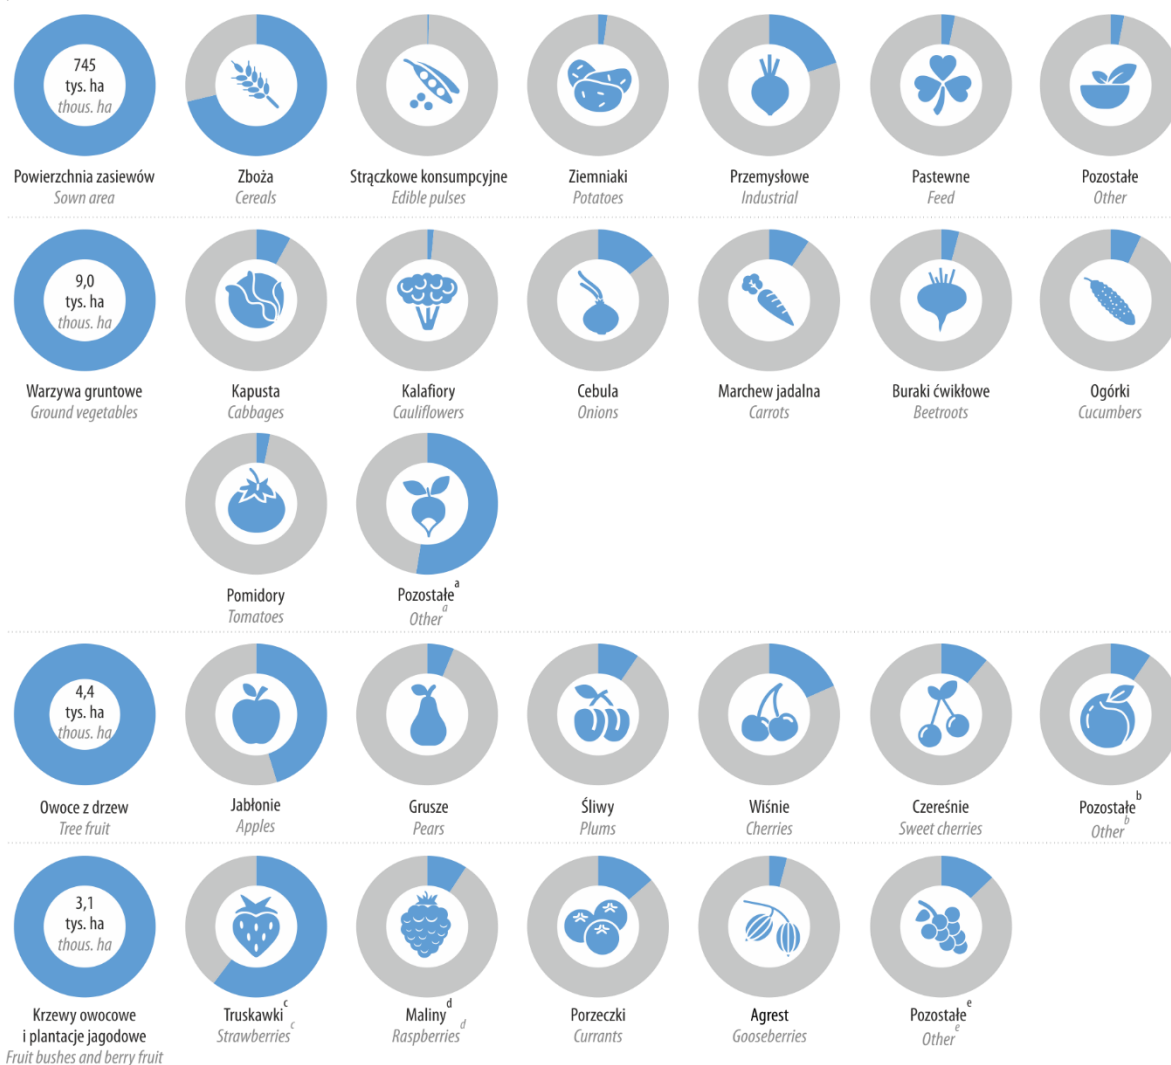 745
tys. ha
thous. ha
Powierzchnia zasiewów
Sown area
Zboża
Cereals
Strączkowe konsumpcyjne
Edible pulses
Ziemniaki
Potatoes
Przemysłowe
Industrial
Pastewne
Feed
Pozostałe
Other
9,0
tys. ha
thous. ha
Warzywa gruntowe
Ground vegetables
Kapusta
Cabbages
Kalafiory
Cauliflowers
Cebula
Onions
Marchew jadalna
Carrots
Buraki ćwikłowe
Beetroots
Ogórki
Cucumbers
Pomidory
Tomatoes
Pozostałe a
Other a
4,4
tys. ha
thous. ha
Owoce z drzew
Tree fruit
Jabłonie
Apples
Grusze
Pears
Śliwy
Plums
Wiśnie
Cherries
Czereśnie
Sweet cherries
Pozostałe b
Other b
3,1
tys. ha
thous. ha
Krzewy owocowe
i plantacje jagodowe
Fruit bushes and berry fruit
Truskawki c
Strawberries c
Maliny d
Raspberries d
Porzeczki
Currants
Agrest
Gooseberries
Pozostałe e
Other e